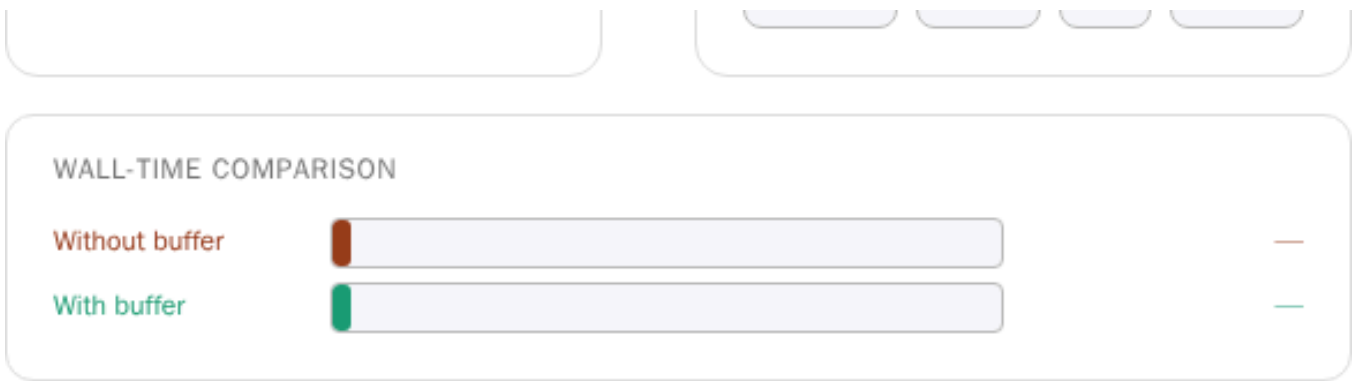 WALL-TIME COMPARISON
Without buffer —
With buffer —